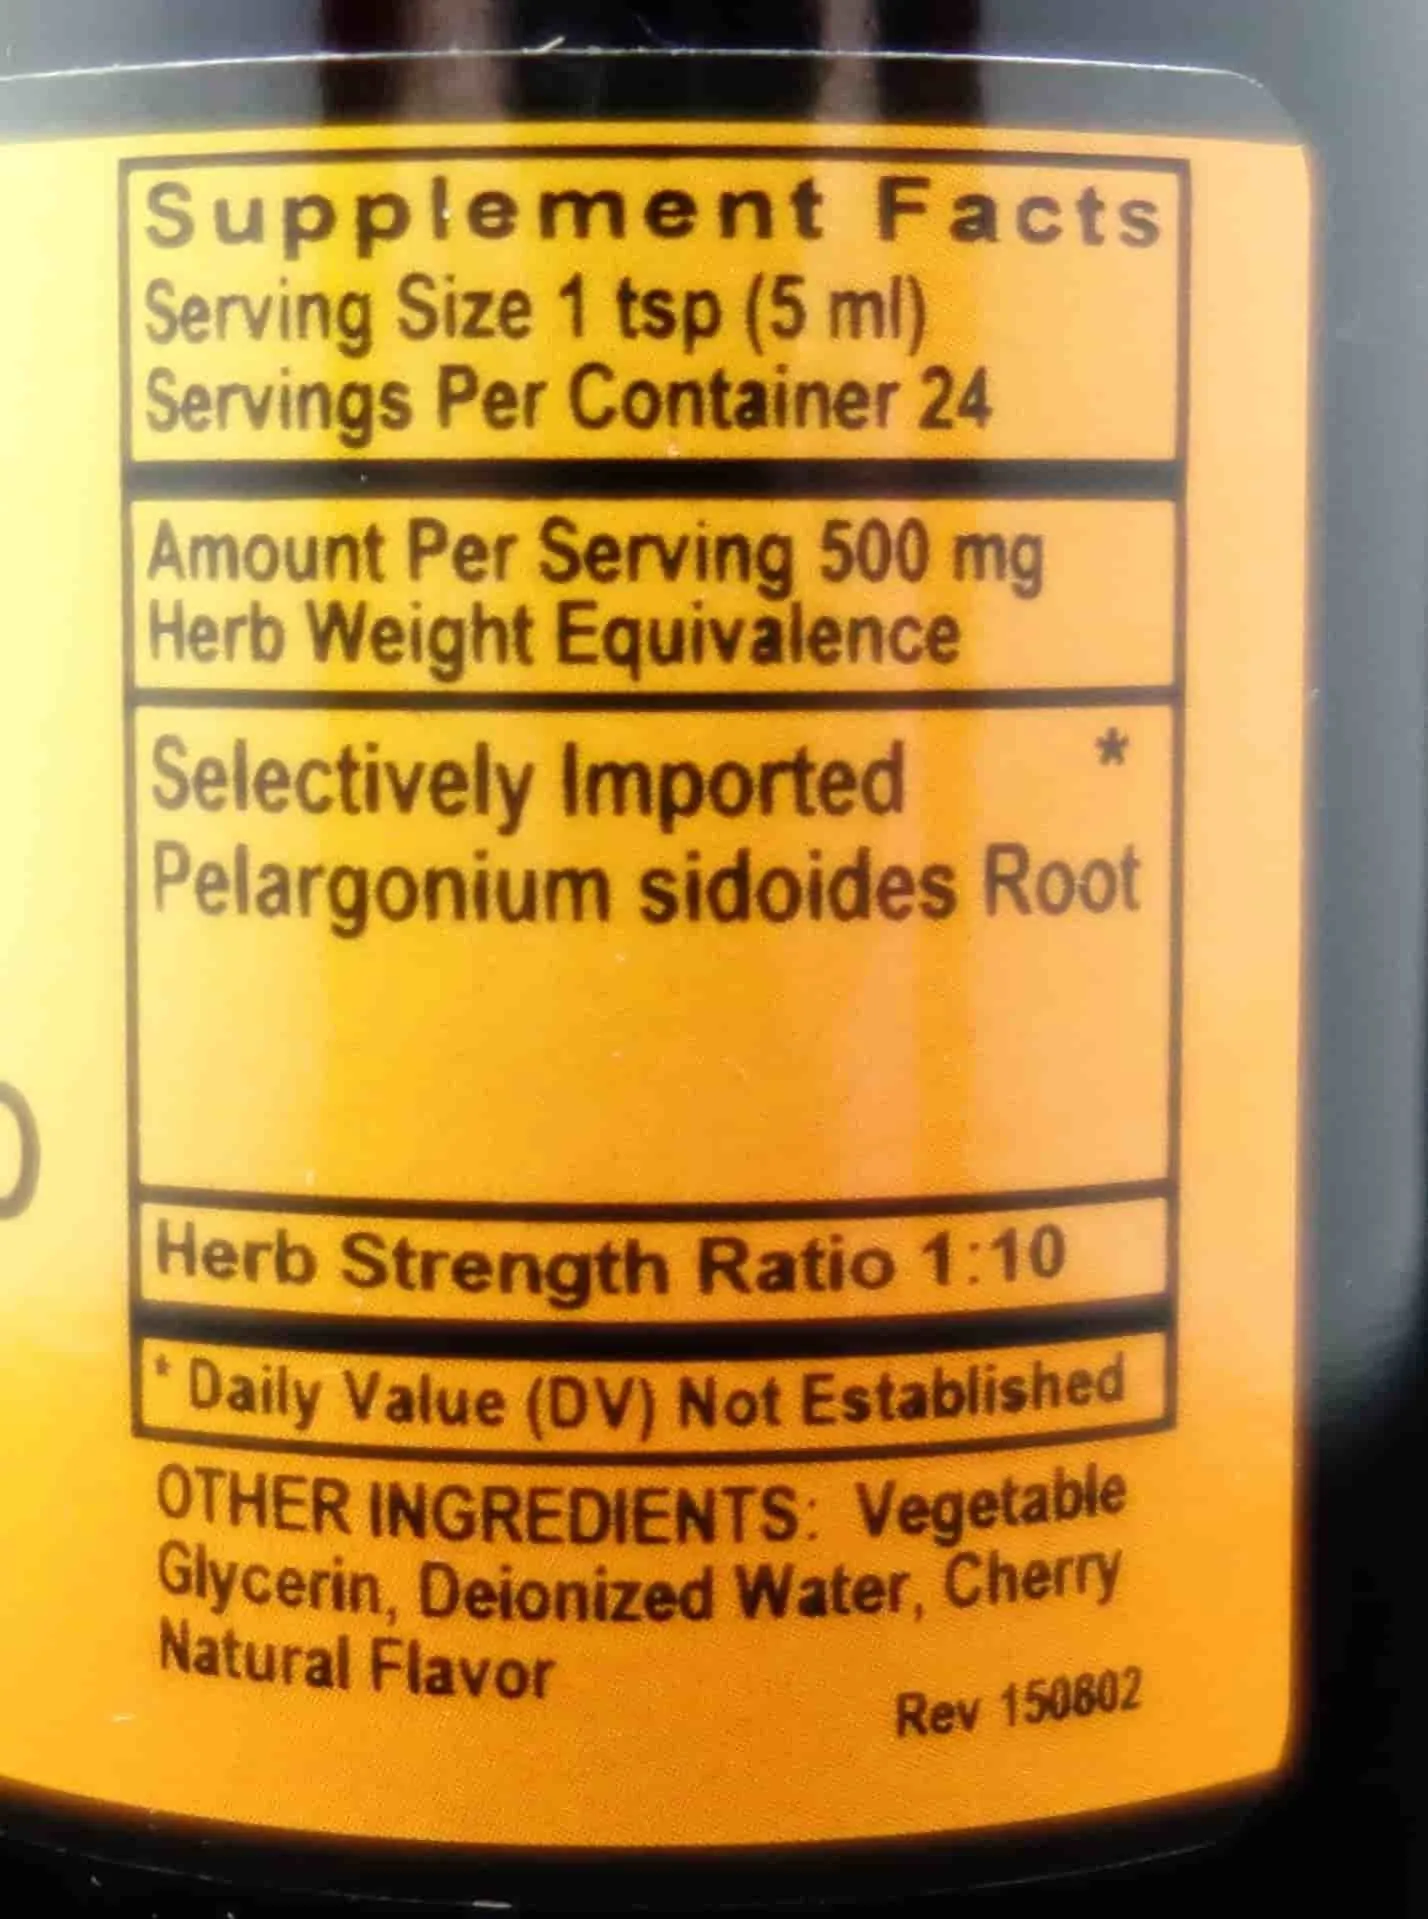 Supplement Facts
Serving Size 1 tsp (5 ml)
Servings Per Container 24
Amount Per Serving 500 mg
Herb Weight Equivalence
Selectively Imported *
Pelargonium sidoides Root
Herb Strength Ratio 1:10
* Daily Value (DV) Not Established
OTHER INGREDIENTS: Vegetable
Glycerin, Deionized Water, Cherry
Natural Flavor
Rev 150802